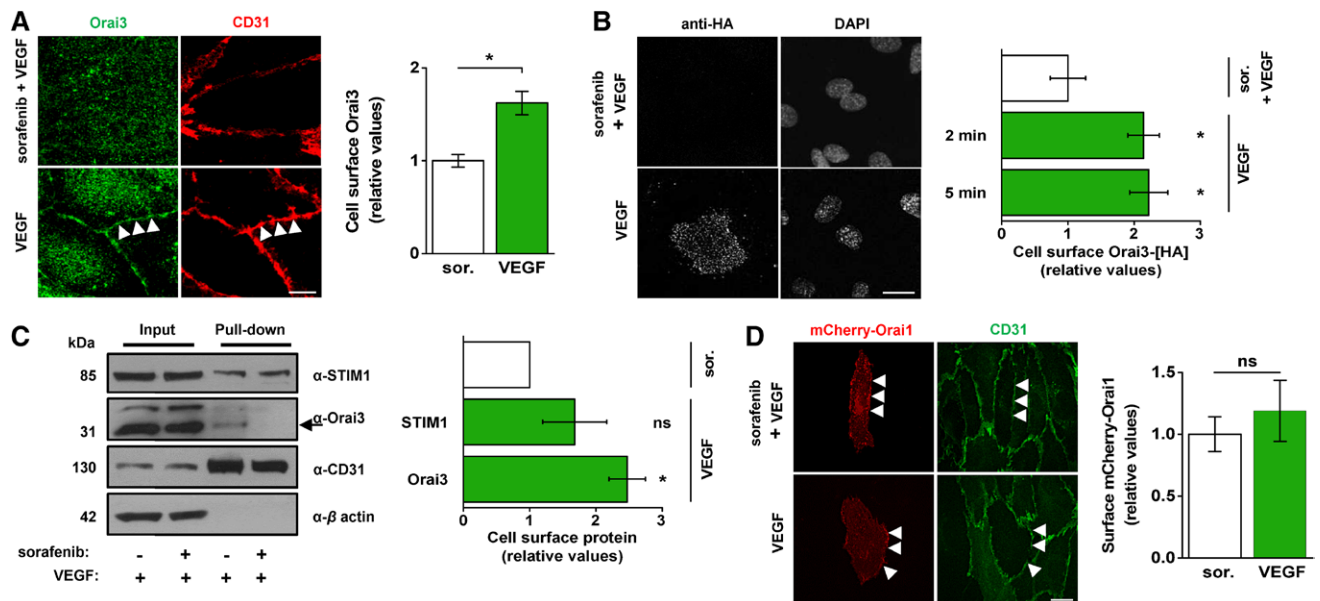 A
Orai3
CD31
sorafenib + VEGF
VEGF
Cell surface Orai3
(relative values)
2
1
0
*
sor.
VEGF
B
anti-HA
DAPI
sorafenib
+ VEGF
VEGF
2 min
5 min
*
*
sor.
+ VEGF
VEGF
0
1
2
3
Cell surface Orai3-[HA]
(relative values)
C
kDa
Input
Pull-down
85
α-STIM1
31
α-Orai3
130
α-CD31
42
α-β actin
sorafenib:
-
+
-
+
VEGF:
+
+
+
+
STIM1
Orai3
ns
*
sor.
VEGF
0
1
2
3
Cell surface protein
(relative values)
D
mCherry-Orai1
CD31
sorafenib
+ VEGF
VEGF
Surface mCherry-Orai1
(relative values)
1.5
1.0
0.5
0.0
ns
sor.
VEGF